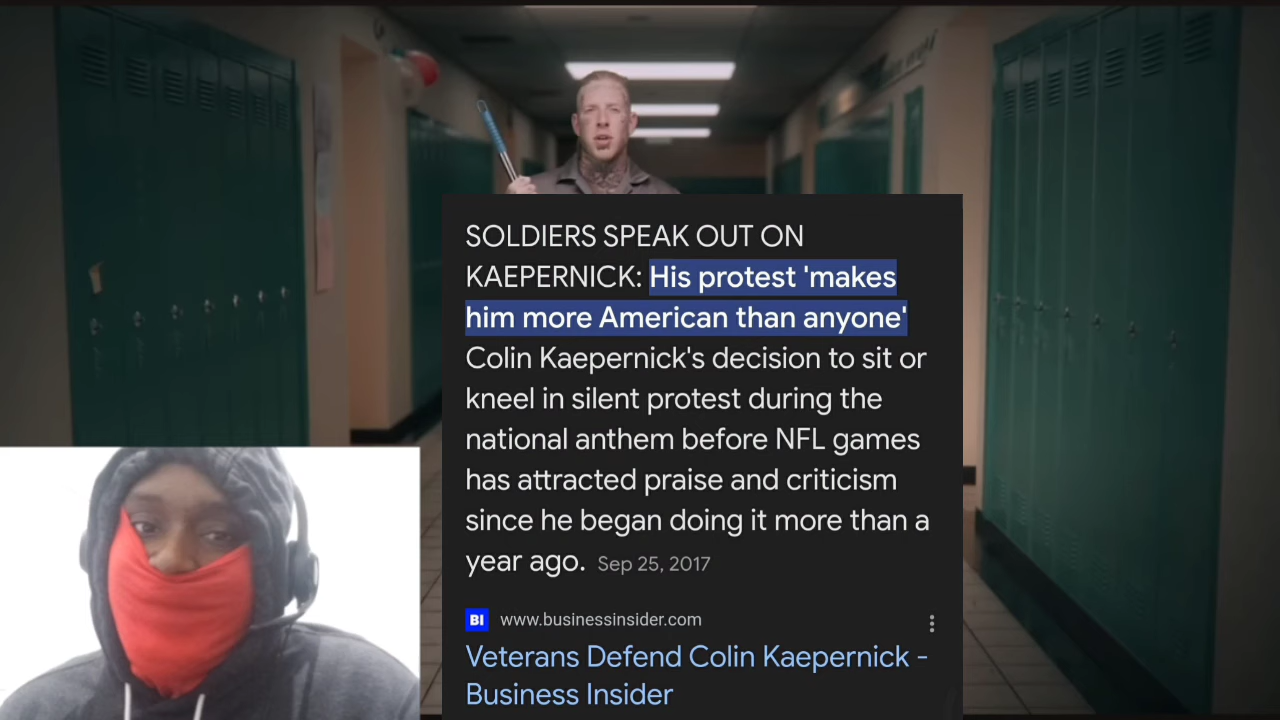 SOLDIERS SPEAK OUT ON
KAEPERNICK: His protest 'makes
him more American than anyone'
Colin Kaepernick's decision to sit or
kneel in silent protest during the
national anthem before NFL games
has attracted praise and criticism
since he began doing it more than a
year ago. Sep 25, 2017
BI www.businessinsider.com
Veterans Defend Colin Kaepernick -
Business Insider